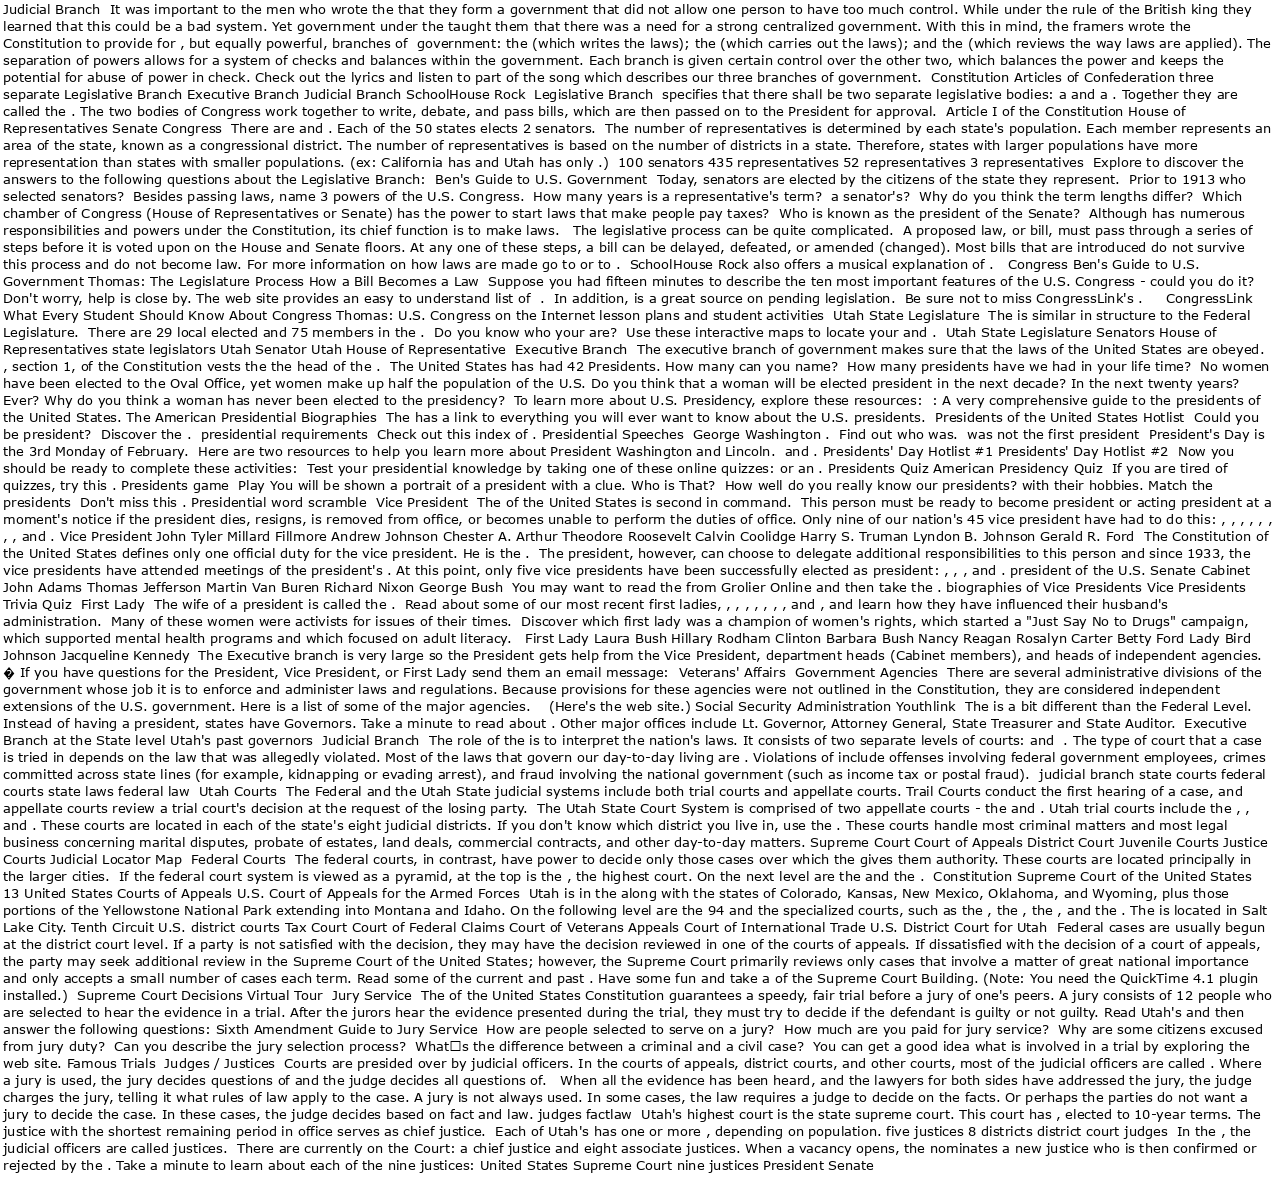 Judicial Branch  It was important to the men who wrote the that they form a government that did not allow one person to have too much control. While under the rule of the British king they
learned that this could be a bad system. Yet government under the taught them that there was a need for a strong centralized government. With this in mind, the framers wrote the
Constitution to provide for , but equally powerful, branches of  government: the (which writes the laws); the (which carries out the laws); and the (which reviews the way laws are applied). The
separation of powers allows for a system of checks and balances within the government. Each branch is given certain control over the other two, which balances the power and keeps the
potential for abuse of power in check. Check out the lyrics and listen to part of the song which describes our three branches of government.  Constitution Articles of Confederation three
separate Legislative Branch Executive Branch Judicial Branch SchoolHouse Rock  Legislative Branch  specifies that there shall be two separate legislative bodies: a and a . Together they are
called the . The two bodies of Congress work together to write, debate, and pass bills, which are then passed on to the President for approval.  Article I of the Constitution House of
Representatives Senate Congress  There are and . Each of the 50 states elects 2 senators.  The number of representatives is determined by each state's population. Each member represents an
area of the state, known as a congressional district. The number of representatives is based on the number of districts in a state. Therefore, states with larger populations have more
representation than states with smaller populations. (ex: California has and Utah has only .)  100 senators 435 representatives 52 representatives 3 representatives  Explore to discover the
answers to the following questions about the Legislative Branch:  Ben's Guide to U.S. Government  Today, senators are elected by the citizens of the state they represent.  Prior to 1913 who
selected senators?  Besides passing laws, name 3 powers of the U.S. Congress.  How many years is a representative's term?  a senator's?  Why do you think the term lengths differ?  Which
chamber of Congress (House of Representatives or Senate) has the power to start laws that make people pay taxes?  Who is known as the president of the Senate?  Although has numerous
responsibilities and powers under the Constitution, its chief function is to make laws.   The legislative process can be quite complicated.  A proposed law, or bill, must pass through a series of
steps before it is voted upon on the House and Senate floors. At any one of these steps, a bill can be delayed, defeated, or amended (changed). Most bills that are introduced do not survive
this process and do not become law. For more information on how laws are made go to or to .  SchoolHouse Rock also offers a musical explanation of .   Congress Ben's Guide to U.S.
Government Thomas: The Legislature Process How a Bill Becomes a Law  Suppose you had fifteen minutes to describe the ten most important features of the U.S. Congress - could you do it?
Don't worry, help is close by. The web site provides an easy to understand list of  .  In addition, is a great source on pending legislation.  Be sure not to miss CongressLink's .      CongressLink
What Every Student Should Know About Congress Thomas: U.S. Congress on the Internet lesson plans and student activities  Utah State Legislature  The is similar in structure to the Federal
Legislature.  There are 29 local elected and 75 members in the .  Do you know who your are?  Use these interactive maps to locate your and .  Utah State Legislature Senators House of
Representatives state legislators Utah Senator Utah House of Representative  Executive Branch  The executive branch of government makes sure that the laws of the United States are obeyed.
, section 1, of the Constitution vests the the head of the .  The United States has had 42 Presidents. How many can you name?  How many presidents have we had in your life time?  No women
have been elected to the Oval Office, yet women make up half the population of the U.S. Do you think that a woman will be elected president in the next decade? In the next twenty years?
Ever? Why do you think a woman has never been elected to the presidency?  To learn more about U.S. Presidency, explore these resources:  : A very comprehensive guide to the presidents of
the United States. The American Presidential Biographies  The has a link to everything you will ever want to know about the U.S. presidents.  Presidents of the United States Hotlist  Could you
be president?  Discover the .  presidential requirements  Check out this index of . Presidential Speeches  George Washington .  Find out who was.  was not the first president  President's Day is
the 3rd Monday of February.  Here are two resources to help you learn more about President Washington and Lincoln.  and . Presidents' Day Hotlist #1 Presidents' Day Hotlist #2  Now you
should be ready to complete these activities:  Test your presidential knowledge by taking one of these online quizzes: or an . Presidents Quiz American Presidency Quiz  If you are tired of
quizzes, try this . Presidents game  Play You will be shown a portrait of a president with a clue. Who is That?  How well do you really know our presidents? with their hobbies. Match the
presidents  Don't miss this . Presidential word scramble  Vice President  The of the United States is second in command.  This person must be ready to become president or acting president at a
moment's notice if the president dies, resigns, is removed from office, or becomes unable to perform the duties of office. Only nine of our nation's 45 vice president have had to do this: , , , , , ,
, , and . Vice President John Tyler Millard Fillmore Andrew Johnson Chester A. Arthur Theodore Roosevelt Calvin Coolidge Harry S. Truman Lyndon B. Johnson Gerald R. Ford  The Constitution of
the United States defines only one official duty for the vice president. He is the .  The president, however, can choose to delegate additional responsibilities to this person and since 1933, the
vice presidents have attended meetings of the president's . At this point, only five vice presidents have been successfully elected as president: , , , and . president of the U.S. Senate Cabinet
John Adams Thomas Jefferson Martin Van Buren Richard Nixon George Bush  You may want to read the from Grolier Online and then take the . biographies of Vice Presidents Vice Presidents
Trivia Quiz  First Lady  The wife of a president is called the .  Read about some of our most recent first ladies, , , , , , , , and , and learn how they have influenced their husband's
administration.  Many of these women were activists for issues of their times.  Discover which first lady was a champion of women's rights, which started a "Just Say No to Drugs" campaign,
which supported mental health programs and which focused on adult literacy.   First Lady Laura Bush Hillary Rodham Clinton Barbara Bush Nancy Reagan Rosalyn Carter Betty Ford Lady Bird
Johnson Jacqueline Kennedy  The Executive branch is very large so the President gets help from the Vice President, department heads (Cabinet members), and heads of independent agencies.
� If you have questions for the President, Vice President, or First Lady send them an email message:  Veterans' Affairs  Government Agencies  There are several administrative divisions of the
government whose job it is to enforce and administer laws and regulations. Because provisions for these agencies were not outlined in the Constitution, they are considered independent
extensions of the U.S. government. Here is a list of some of the major agencies.    (Here's the web site.) Social Security Administration Youthlink  The is a bit different than the Federal Level.
Instead of having a president, states have Governors. Take a minute to read about . Other major offices include Lt. Governor, Attorney General, State Treasurer and State Auditor.  Executive
Branch at the State level Utah's past governors  Judicial Branch  The role of the is to interpret the nation's laws. It consists of two separate levels of courts: and  . The type of court that a case
is tried in depends on the law that was allegedly violated. Most of the laws that govern our day-to-day living are . Violations of include offenses involving federal government employees, crimes
committed across state lines (for example, kidnapping or evading arrest), and fraud involving the national government (such as income tax or postal fraud).  judicial branch state courts federal
courts state laws federal law  Utah Courts  The Federal and the Utah State judicial systems include both trial courts and appellate courts. Trail Courts conduct the first hearing of a case, and
appellate courts review a trial court's decision at the request of the losing party.  The Utah State Court System is comprised of two appellate courts - the and . Utah trial courts include the , ,
and . These courts are located in each of the state's eight judicial districts. If you don't know which district you live in, use the . These courts handle most criminal matters and most legal
business concerning marital disputes, probate of estates, land deals, commercial contracts, and other day-to-day matters. Supreme Court Court of Appeals District Court Juvenile Courts Justice
Courts Judicial Locator Map  Federal Courts  The federal courts, in contrast, have power to decide only those cases over which the gives them authority. These courts are located principally in
the larger cities.  If the federal court system is viewed as a pyramid, at the top is the , the highest court. On the next level are the and the .  Constitution Supreme Court of the United States
13 United States Courts of Appeals U.S. Court of Appeals for the Armed Forces  Utah is in the along with the states of Colorado, Kansas, New Mexico, Oklahoma, and Wyoming, plus those
portions of the Yellowstone National Park extending into Montana and Idaho. On the following level are the 94 and the specialized courts, such as the , the , the , and the . The is located in Salt
Lake City. Tenth Circuit U.S. district courts Tax Court Court of Federal Claims Court of Veterans Appeals Court of International Trade U.S. District Court for Utah  Federal cases are usually begun
at the district court level. If a party is not satisfied with the decision, they may have the decision reviewed in one of the courts of appeals. If dissatisfied with the decision of a court of appeals,
the party may seek additional review in the Supreme Court of the United States; however, the Supreme Court primarily reviews only cases that involve a matter of great national importance
and only accepts a small number of cases each term. Read some of the current and past . Have some fun and take a of the Supreme Court Building. (Note: You need the QuickTime 4.1 plugin
installed.)  Supreme Court Decisions Virtual Tour  Jury Service  The of the United States Constitution guarantees a speedy, fair trial before a jury of one's peers. A jury consists of 12 people who
are selected to hear the evidence in a trial. After the jurors hear the evidence presented during the trial, they must try to decide if the defendant is guilty or not guilty. Read Utah's and then
answer the following questions: Sixth Amendment Guide to Jury Service  How are people selected to serve on a jury?  How much are you paid for jury service?  Why are some citizens excused
from jury duty?  Can you describe the jury selection process?  What□s the difference between a criminal and a civil case?  You can get a good idea what is involved in a trial by exploring the
web site. Famous Trials  Judges / Justices  Courts are presided over by judicial officers. In the courts of appeals, district courts, and other courts, most of the judicial officers are called . Where
a jury is used, the jury decides questions of and the judge decides all questions of.   When all the evidence has been heard, and the lawyers for both sides have addressed the jury, the judge
charges the jury, telling it what rules of law apply to the case. A jury is not always used. In some cases, the law requires a judge to decide on the facts. Or perhaps the parties do not want a
jury to decide the case. In these cases, the judge decides based on fact and law. judges factlaw  Utah's highest court is the state supreme court. This court has , elected to 10-year terms. The
justice with the shortest remaining period in office serves as chief justice.  Each of Utah's has one or more , depending on population. five justices 8 districts district court judges  In the , the
judicial officers are called justices.  There are currently on the Court: a chief justice and eight associate justices. When a vacancy opens, the nominates a new justice who is then confirmed or
rejected by the . Take a minute to learn about each of the nine justices: United States Supreme Court nine justices President Senate